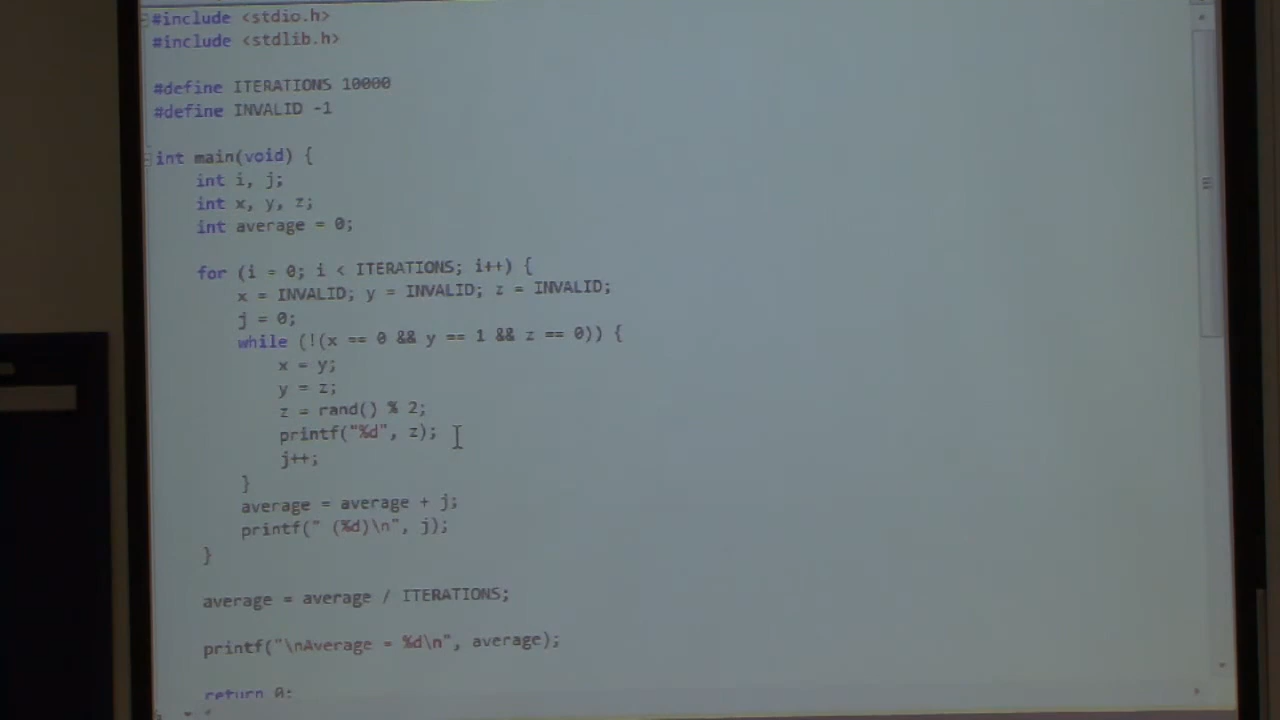 #include <stdio.h>
#include <stdlib.h>
#define ITERATIONS 10000
#define INVALID -1
int main(void) {
int i, j;
int x, y, z;
int average = 0;
for (i = 0; i < ITERATIONS; i++) {
x = INVALID; y = INVALID; z = INVALID;
j = 0;
while (!(x == 0 && y == 1 && z == 0)) {
x = y;
y = z;
z = rand() % 2;
printf("%d", z);
j++;
}
average = average + j;
printf(" (%d)\n", j);
}
average = average / ITERATIONS;
printf("\nAverage = %d\n", average);
return 0;